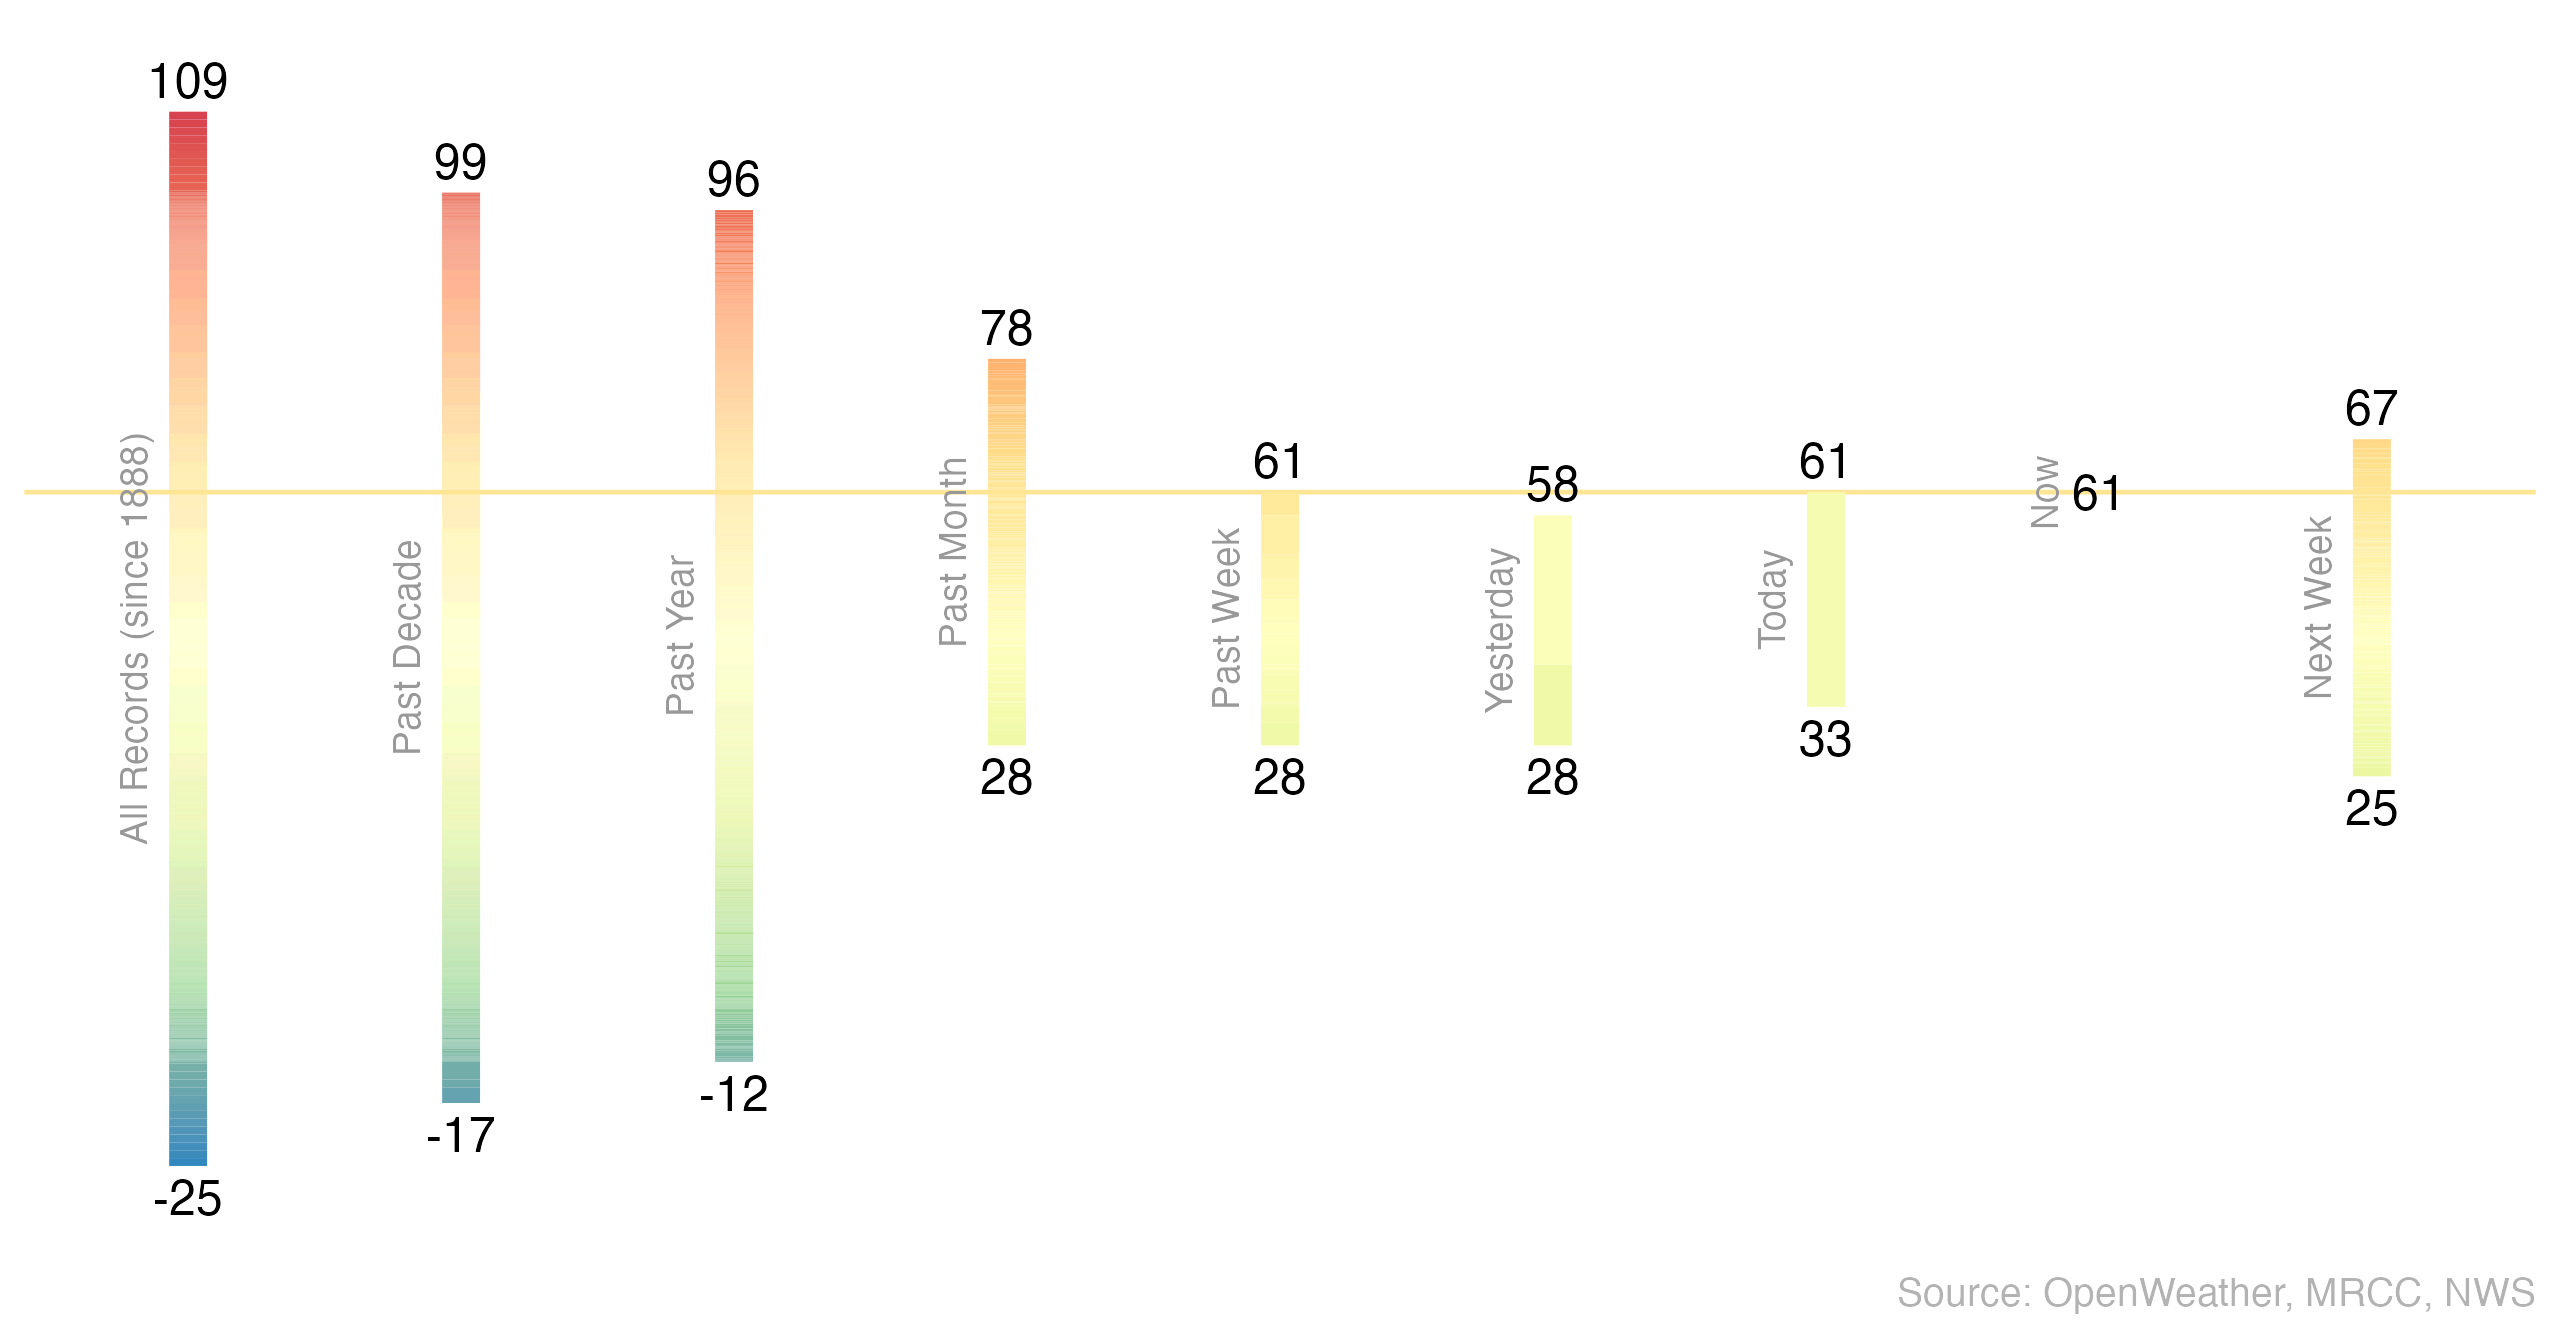 109
All Records (since 1888)
-25
99
Past Decade
-17
96
Past Year
-12
78
Past Month
28
61
Past Week
28
58
Yesterday
28
61
Today
33
Now
61
67
Next Week
25
Source: OpenWeather, MRCC, NWS